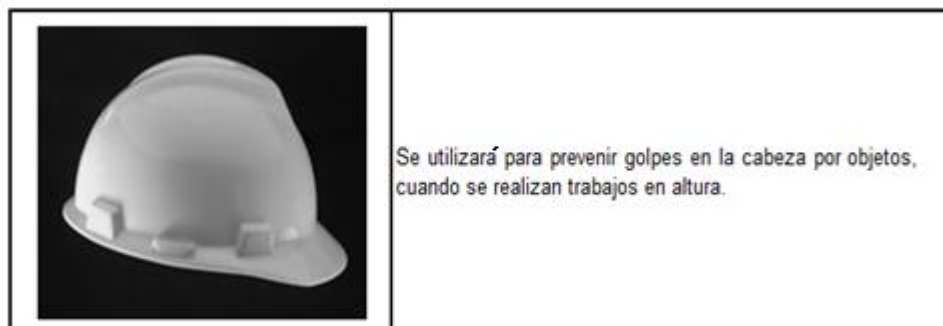 Se utilizará para prevenir golpes en la cabeza por objetos,
cuando se realizan trabajos en altura.